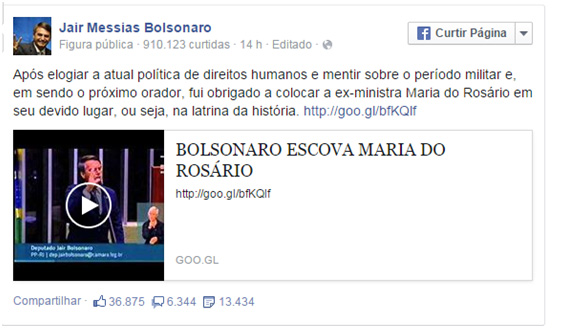 Jair Messias Bolsonaro
Figura pública · 910.123 curtidas · 14 h · Editado ·
Curtir Página
Após elogiar a atual política de direitos humanos e mentir sobre o período militar e,
em sendo o próximo orador, fui obrigado a colocar a ex-ministra Maria do Rosário em
seu devido lugar, ou seja, na latrina da história. http://goo.gl/bfKQIf
BOLSONARO ESCOVA MARIA DO
ROSÁRIO
http://goo.gl/bfKQIf
Deputado Jair Bolsonaro
PP-RJ | dep.jairbolsonaro@camara.leg.br
GOO.GL
Compartilhar · 36.875 6.344 13.434